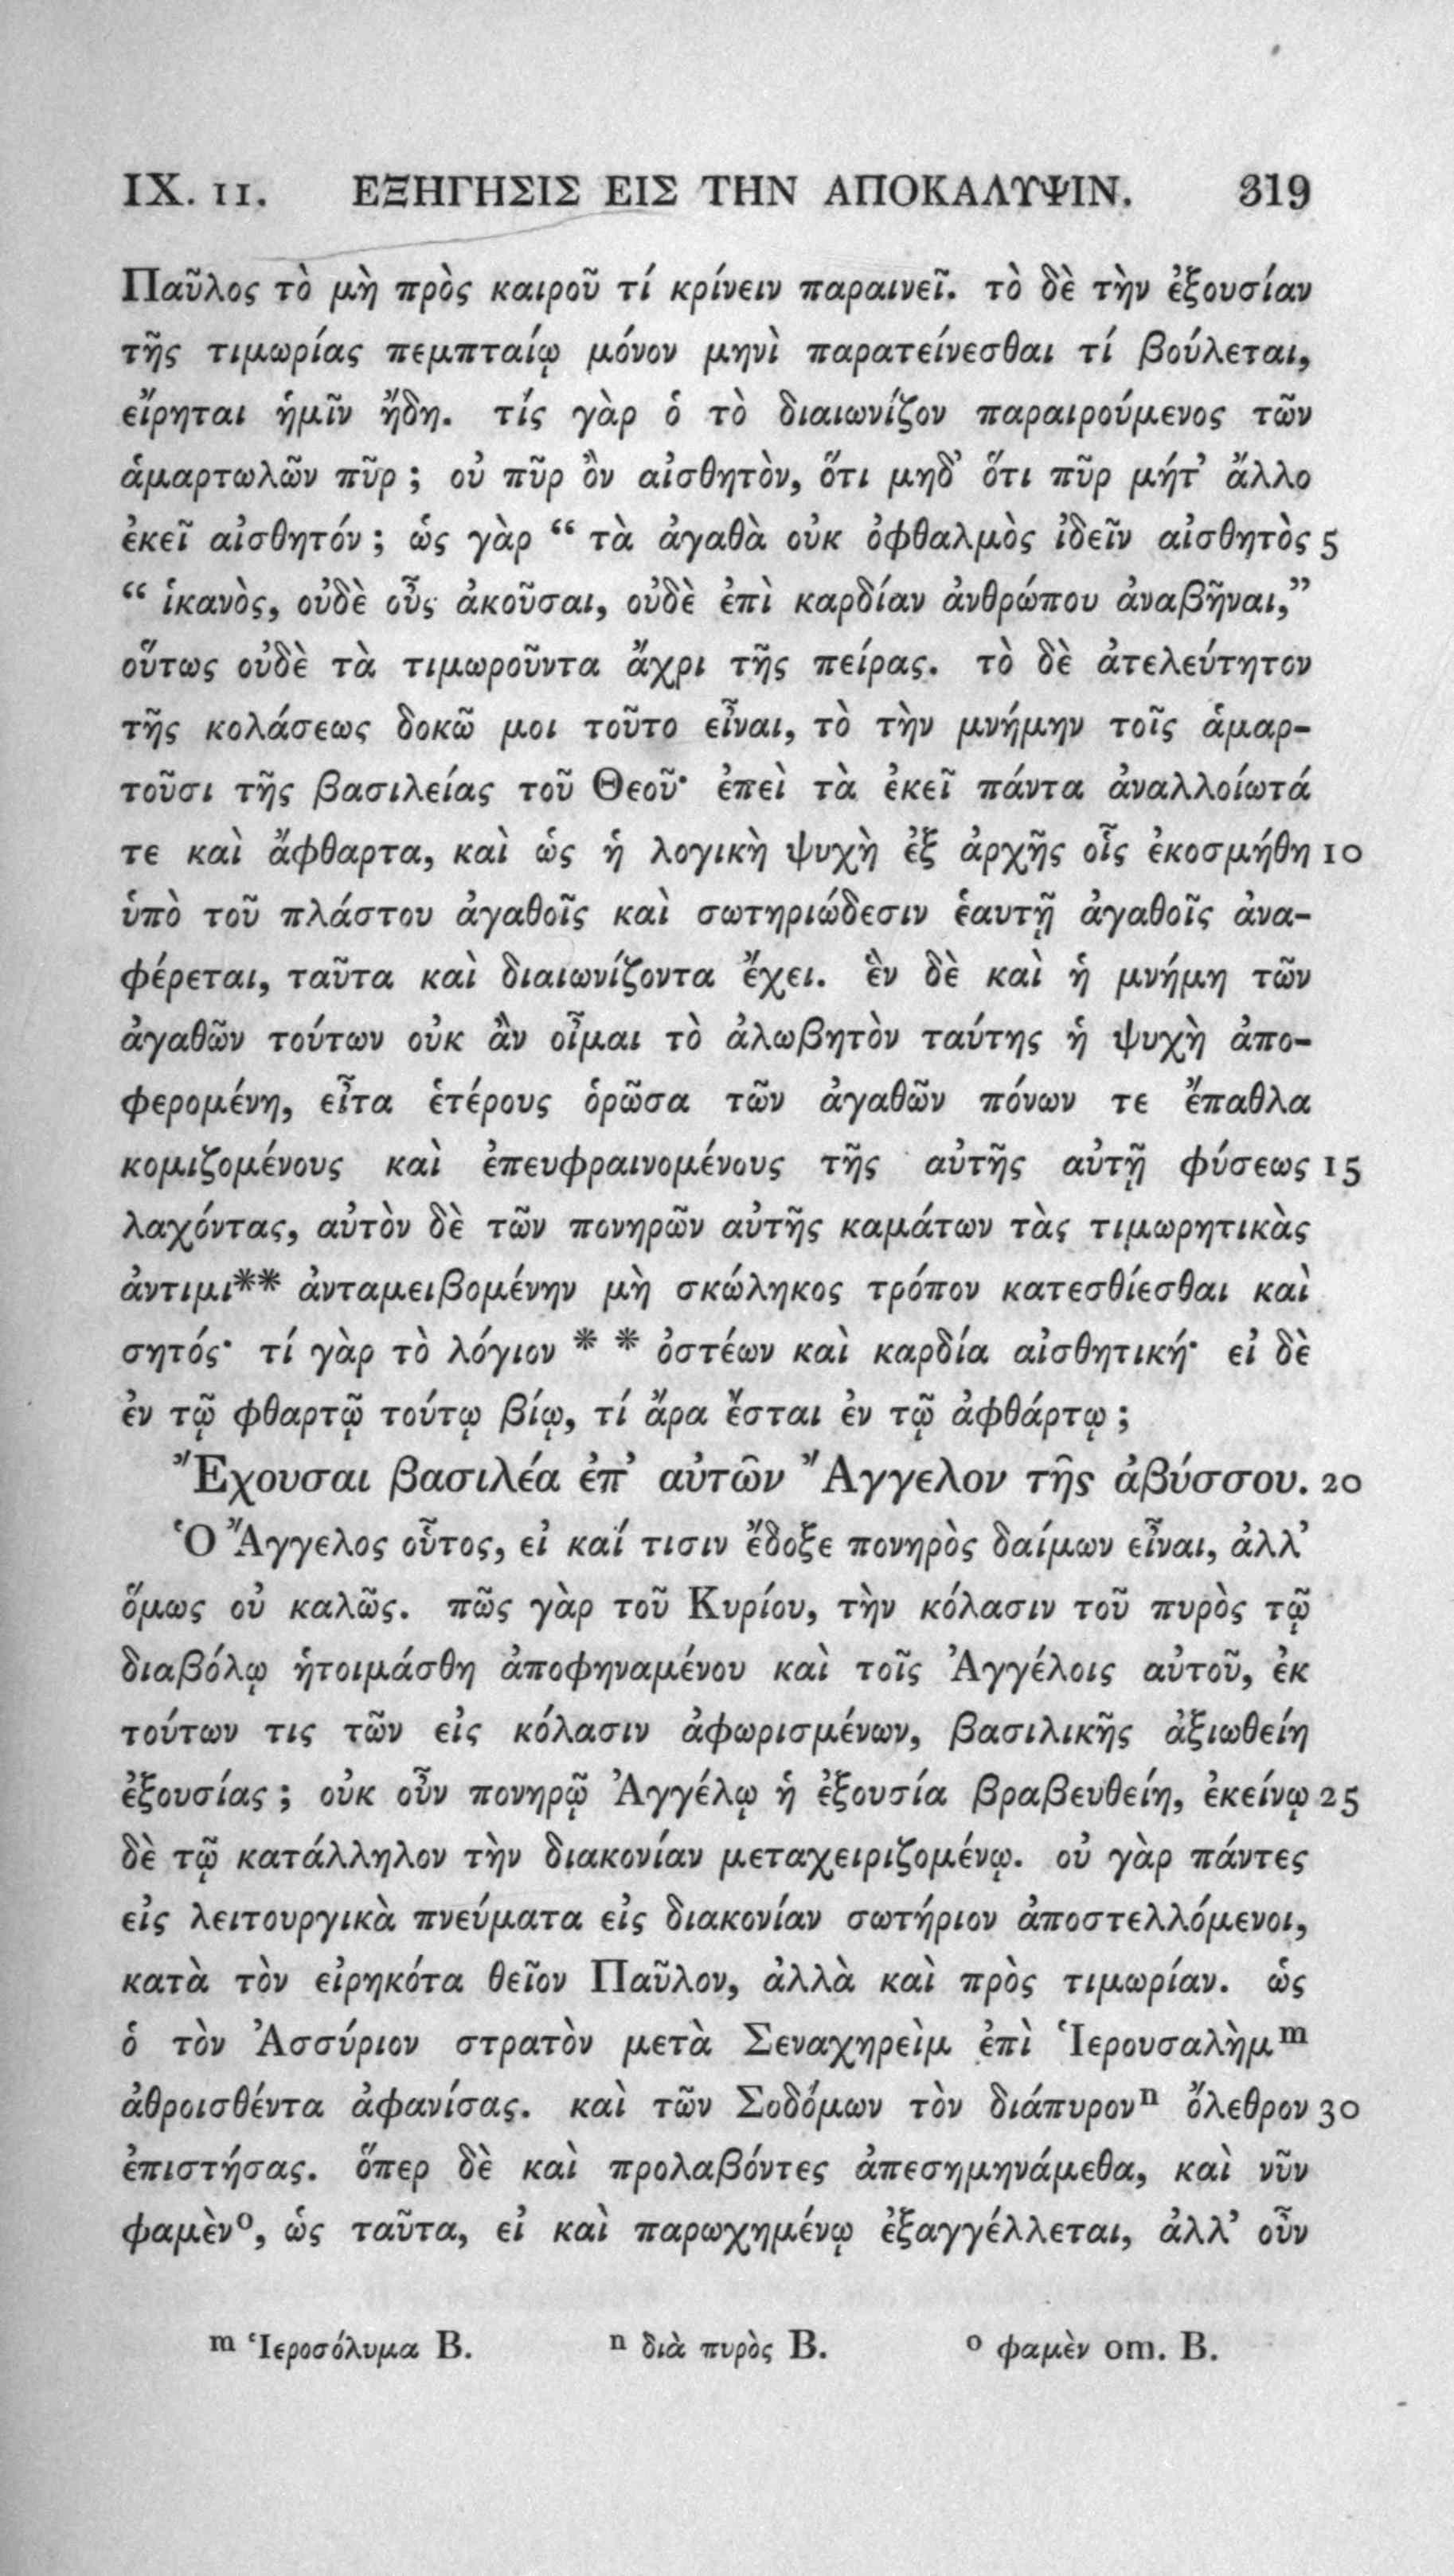 IX. 11. ΕΞΗΓΗΣΙΣ ΕΙΣ ΤΗΝ ΑΠΟΚΑΛΥΨΙΝ. 319
Παῦλος τὸ μὴ πρὸς καιροῦ τί κρίνειν παραινεῖ. τὸ δὲ τὴν ἐξουσίαν
τῆς τιμωρίας πεμπταίῳ μόνον μηνὶ παρατείνεσθαι τί βούλεται,
εἴρηται ἡμῖν ἤδη. τίς γὰρ ὁ τὸ διαιωνίζον παραιρούμενος τῶν
ἁμαρτωλῶν πῦρ ; οὐ πῦρ ὂν αἰσθητὸν, ὅτι μηδ’ ὅτι πῦρ μήτ’ ἄλλο
ἐκεῖ αἰσθητόν ; ὡς γὰρ “ τὰ ἀγαθὰ οὐκ ὀφθαλμὸς ἰδεῖν αἰσθητὸς 5
“ ἱκανὸς, οὐδὲ οὖς ἀκοῦσαι, οὐδὲ ἐπὶ καρδίαν ἀνθρώπου ἀναβῆναι,”
οὕτως οὐδὲ τὰ τιμωροῦντα ἄχρι τῆς πείρας. τὸ δὲ ἀτελεύτητον
τῆς κολάσεως δοκῶ μοι τοῦτο εἶναι, τὸ τὴν μνήμην τοῖς ἁμαρ-
τοῦσι τῆς βασιλείας τοῦ Θεοῦ· ἐπεὶ τὰ ἐκεῖ πάντα ἀναλλοίωτά
τε καὶ ἄφθαρτα, καὶ ὡς ἡ λογικὴ ψυχὴ ἐξ ἀρχῆς οἷς ἐκοσμήθη 10
ὑπὸ τοῦ πλάστου ἀγαθοῖς καὶ σωτηριώδεσιν ἑαυτῇ ἀγαθοῖς ἀνα-
φέρεται, ταῦτα καὶ διαιωνίζοντα ἔχει. ἓν δὲ καὶ ἡ μνήμη τῶν
ἀγαθῶν τούτων οὐκ ἂν οἶμαι τὸ ἀλωβητὸν ταύτης ἡ ψυχὴ ἀπο-
φερομένη, εἶτα ἑτέρους ὁρῶσα τῶν ἀγαθῶν πόνων τε ἔπαθλα
κομιζομένους καὶ ἐπευφραινομένους τῆς αὐτῆς αὐτῇ φύσεως 15
λαχόντας, αὐτὸν δὲ τῶν πονηρῶν αὐτῆς καμάτων τὰς τιμωρητικὰς
ἀντιμι** ἀνταμειβομένην μὴ σκώληκος τρόπον κατεσθίεσθαι καὶ
σητός· τί γὰρ τὸ λόγιον * * ὀστέων καὶ καρδία αἰσθητική· εἰ δὲ
ἐν τῷ φθαρτῷ τούτῳ βίῳ, τί ἄρα ἔσται ἐν τῷ ἀφθάρτῳ ;
Ἔχουσαι βασιλέα ἐπ’ αὐτῶν Ἄγγελον τῆς ἀβύσσου. 20
Ὁ Ἄγγελος οὗτος, εἰ καί τισιν ἔδοξε πονηρὸς δαίμων εἶναι, ἀλλ’
ὅμως οὐ καλῶς. πῶς γὰρ τοῦ Κυρίου, τὴν κόλασιν τοῦ πυρὸς τῷ
διαβόλῳ ἡτοιμάσθη ἀποφηναμένου καὶ τοῖς Ἀγγέλοις αὐτοῦ, ἐκ
τούτων τις τῶν εἰς κόλασιν ἀφωρισμένων, βασιλικῆς ἀξιωθείη
ἐξουσίας ; οὐκ οὖν πονηρῷ Ἀγγέλῳ ἡ ἐξουσία βραβευθείη, ἐκείνῳ 25
δὲ τῷ κατάλληλον τὴν διακονίαν μεταχειριζομένῳ. οὐ γὰρ πάντες
εἰς λειτουργικὰ πνεύματα εἰς διακονίαν σωτήριον ἀποστελλόμενοι,
κατὰ τὸν εἰρηκότα θεῖον Παῦλον, ἀλλὰ καὶ πρὸς τιμωρίαν. ὡς
ὁ τὸν Ἀσσύριον στρατὸν μετὰ Σεναχηρεὶμ ἐπὶ Ἱερουσαλὴμ m
ἀθροισθέντα ἀφανίσας. καὶ τῶν Σοδόμων τὸν διάπυρον n ὄλεθρον 30
ἐπιστήσας. ὅπερ δὲ καὶ προλαβόντες ἀπεσημηνάμεθα, καὶ νῦν
φαμὲν o, ὡς ταῦτα, εἰ καὶ παρωχημένῳ ἐξαγγέλλεται, ἀλλ’ οὖν
m Ἱεροσόλυμα B. n διὰ πυρὸς B. o φαμὲν om. B.